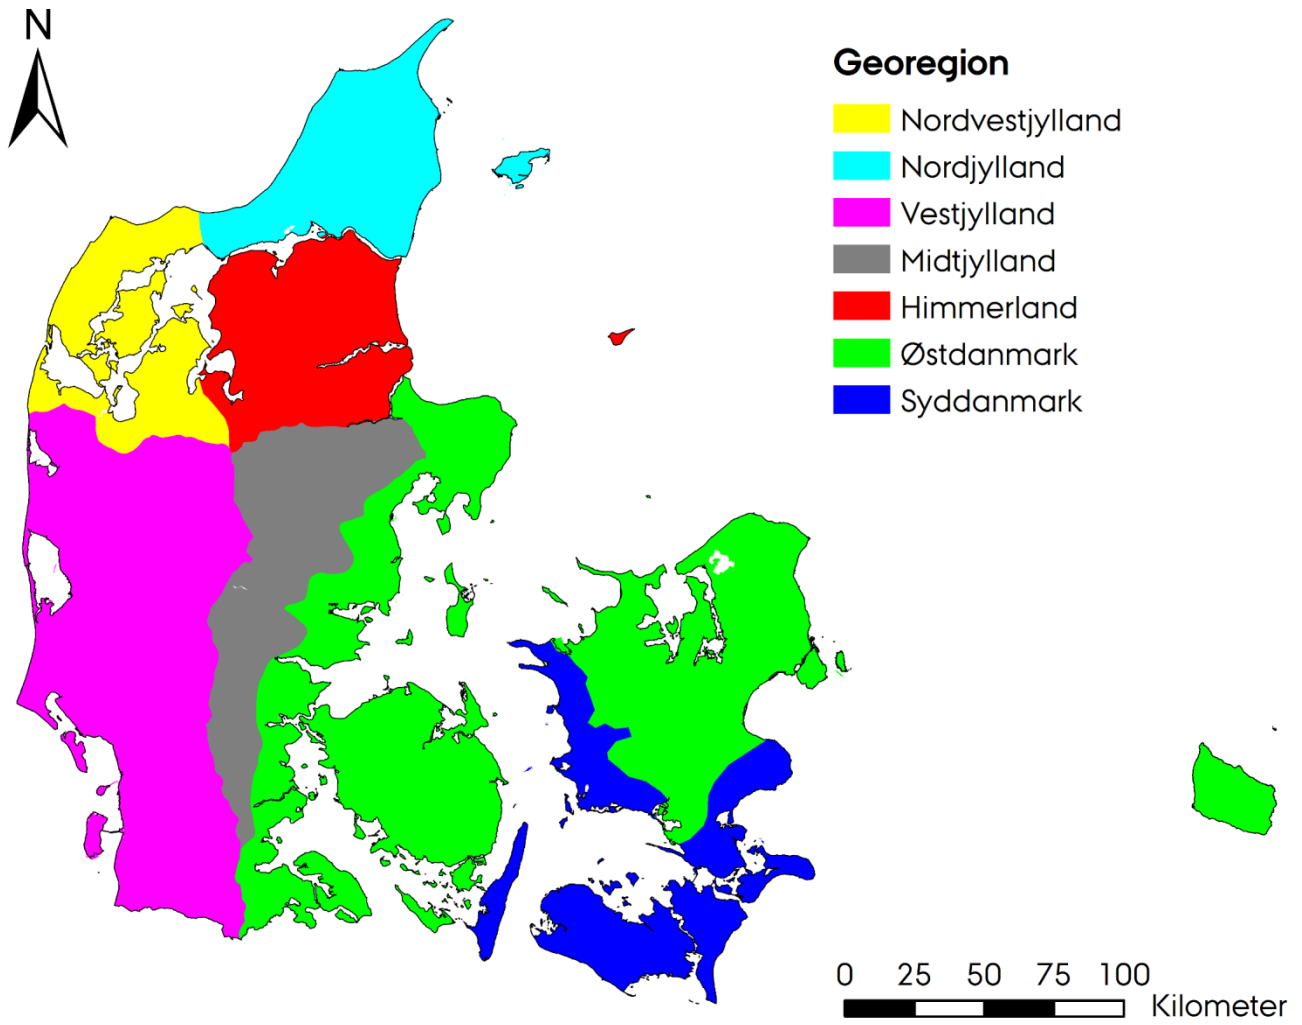 N
Georegion
Nordvestjylland
Nordjylland
Vestjylland
Midtjylland
Himmerland
Østdanmark
Syddanmark
0 25 50 75 100
Kilometer